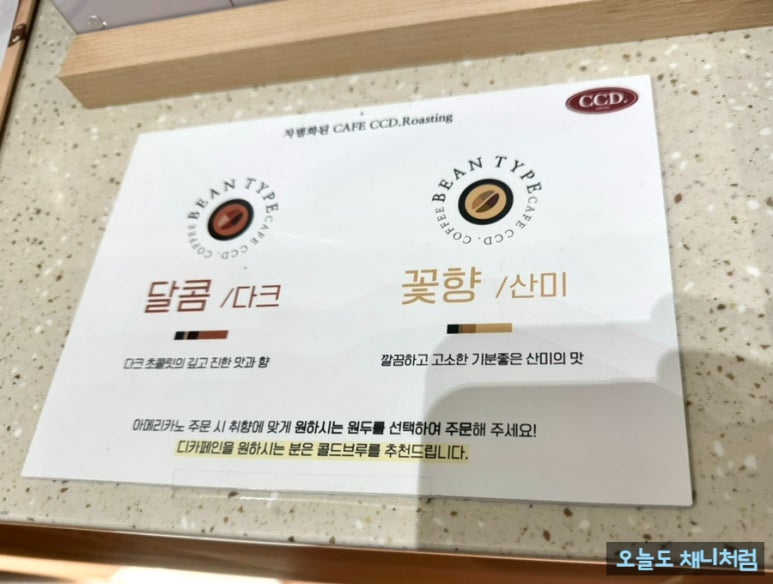 CCD.
차별화된 CAFE CCD.Roasting
BEAN TYPE
CAFE CCD. COFFEE
BEAN TYPE
CAFE CCD. COFFEE
달콤 /다크
꽃향 /산미
다크 초콜릿의 깊고 진한 맛과 향
깔끔하고 고소한 기분좋은 산미의 맛
아메리카노 주문 시 취향에 맞게 원하시는 원두를 선택하여 주문해 주세요!
디카페인을 원하시는 분은 콜드브루를 추천드립니다.
오늘도 채니처럼